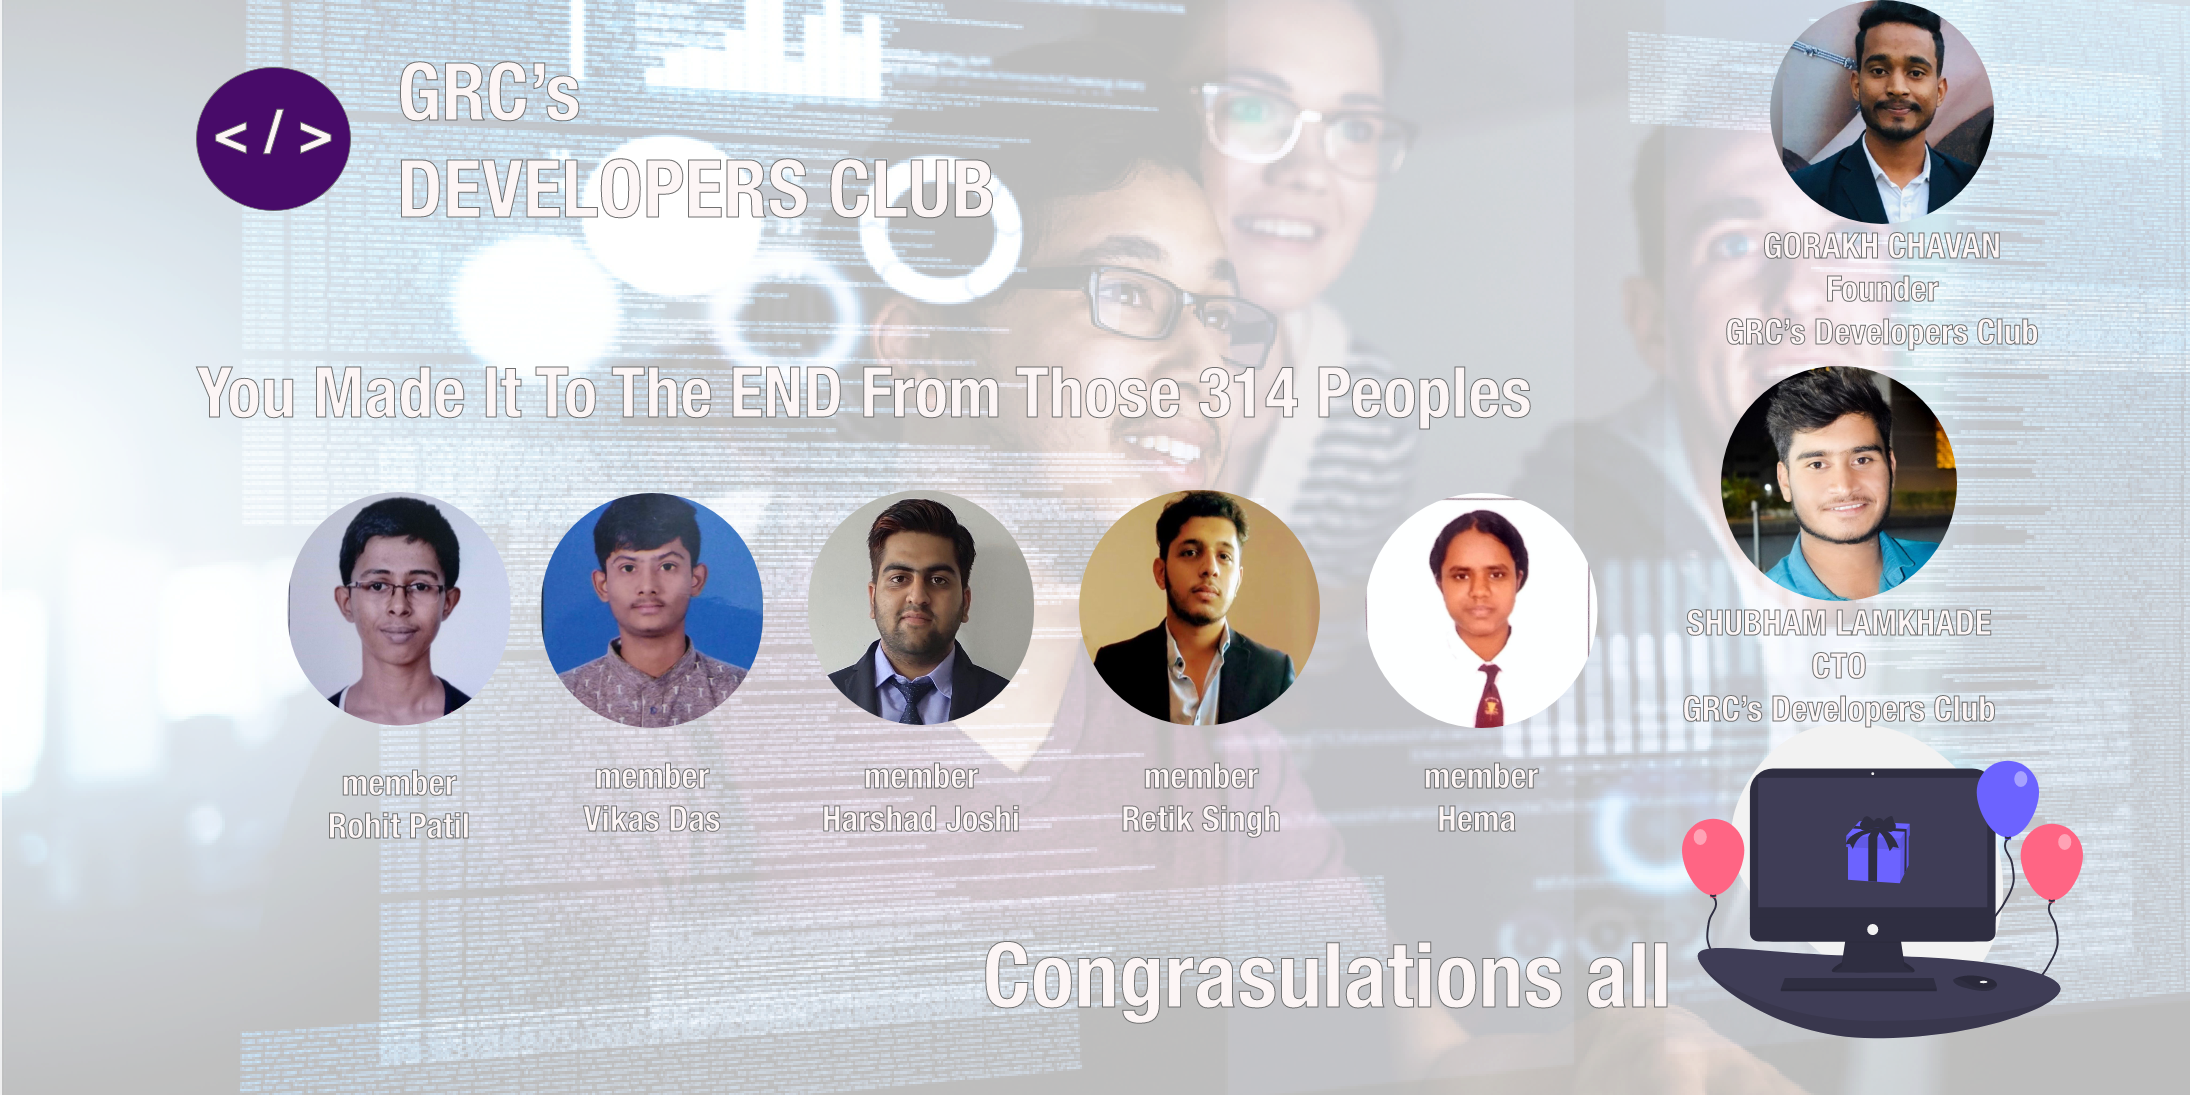 </>
GRC's
DEVELOPERS CLUB
GORAKH CHAVAN
Founder
GRC's Developers Club
You Made It To The END From Those 314 Peoples
SHUBHAM LAMKHADE
CTO
GRC's Developers Club
member
Rohit Patil
member
Vikas Das
member
Harshad Joshi
member
Retik Singh
member
Hema
Congrasulations all